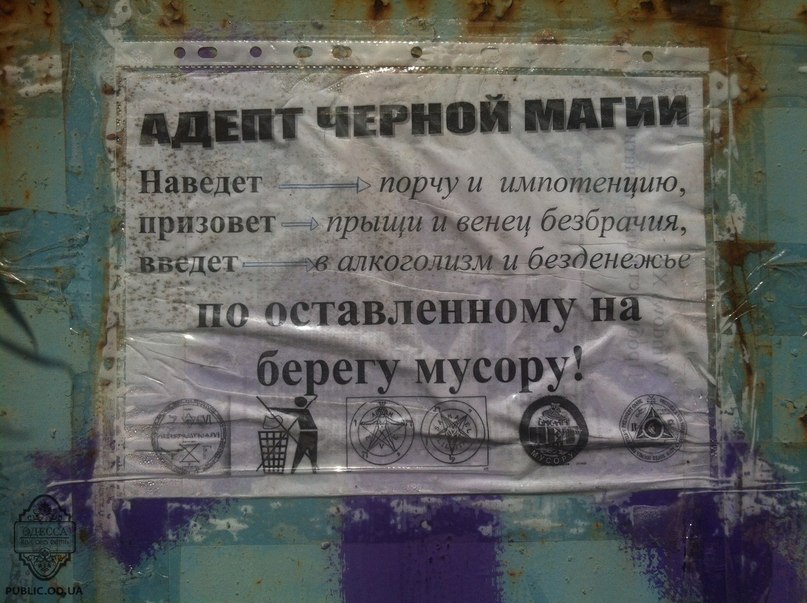 АДЕПТ ЧЕРНОЙ МАГИИ
Наведет порчу и импотенцию,
призовет прыщи и венец безбрачия,
введет в алкоголизм и безденежье
по оставленному на
берегу мусору!
МУСОРУ
ОДЕССА
PUBLIC.OD.UA